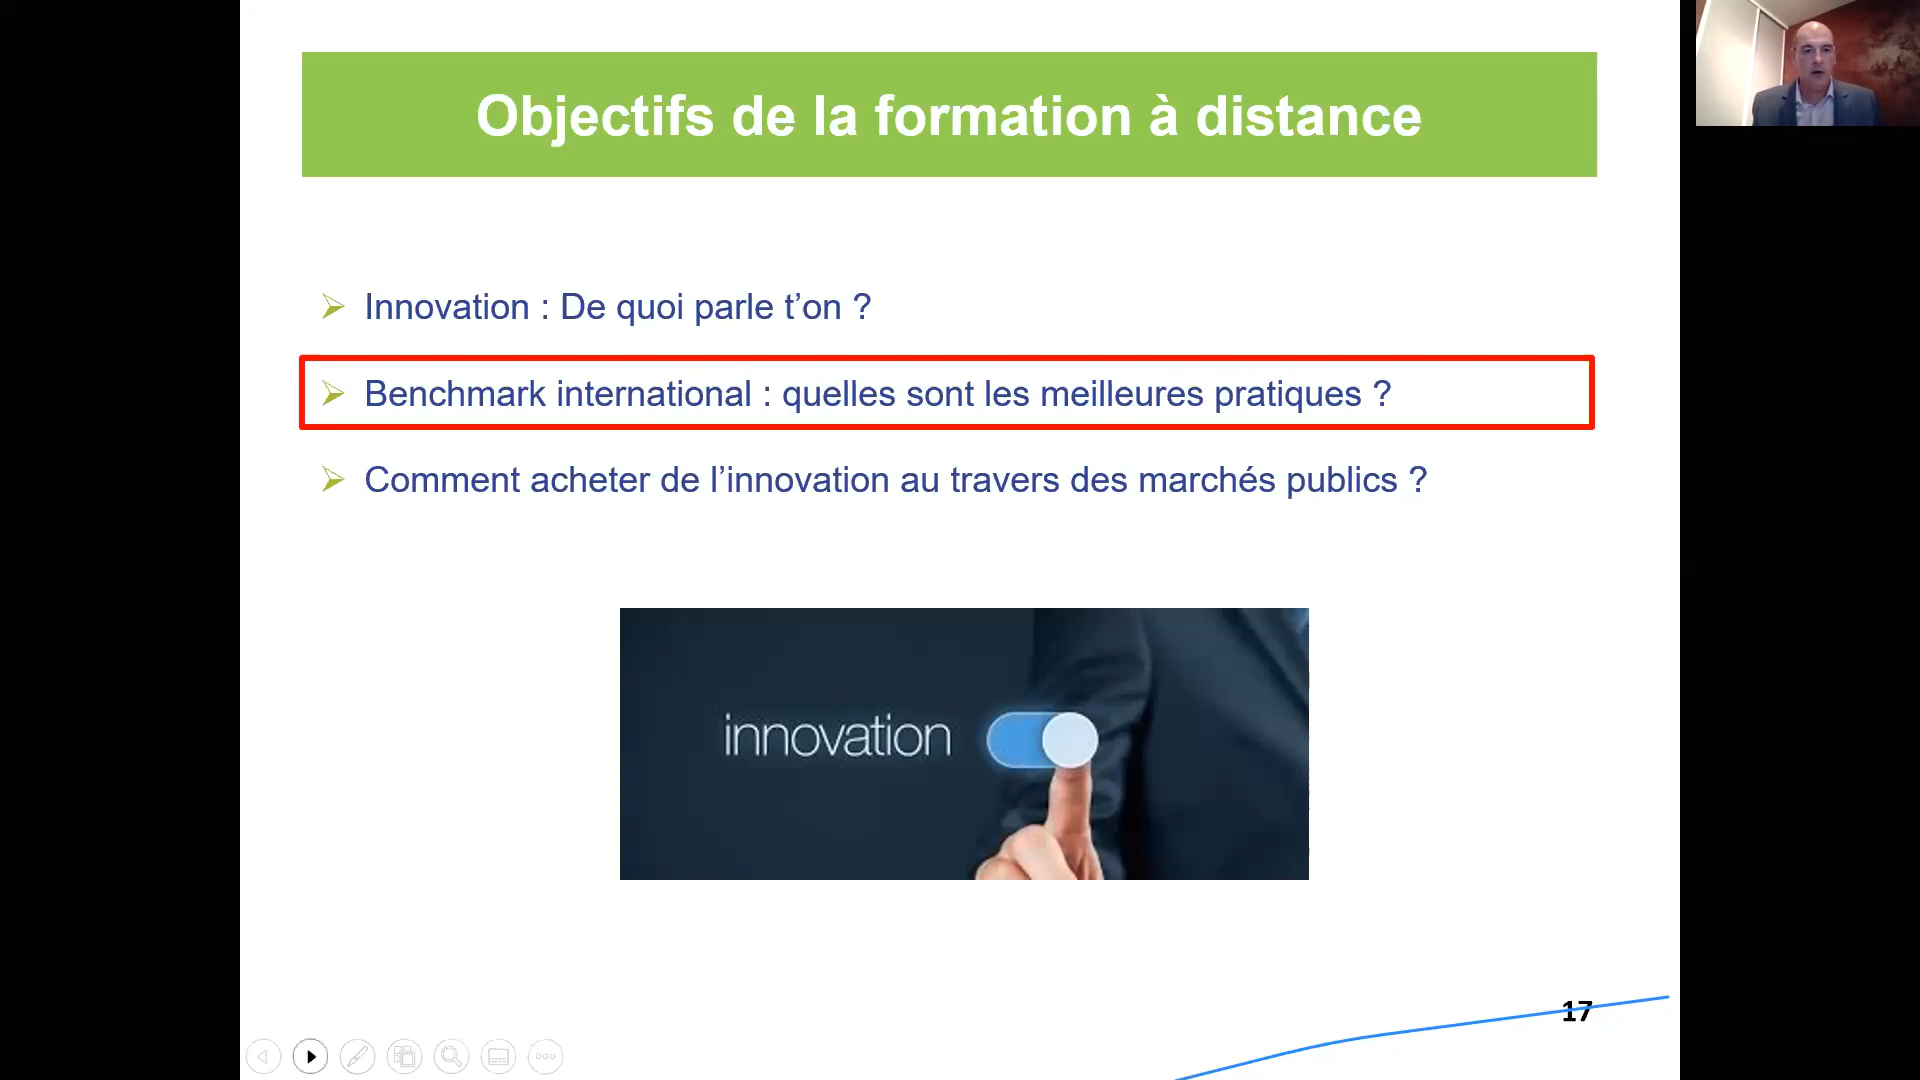 Objectifs de la formation à distance
Innovation : De quoi parle t’on ?
Benchmark international : quelles sont les meilleures pratiques ?
Comment acheter de l’innovation au travers des marchés publics ?
innovation
17